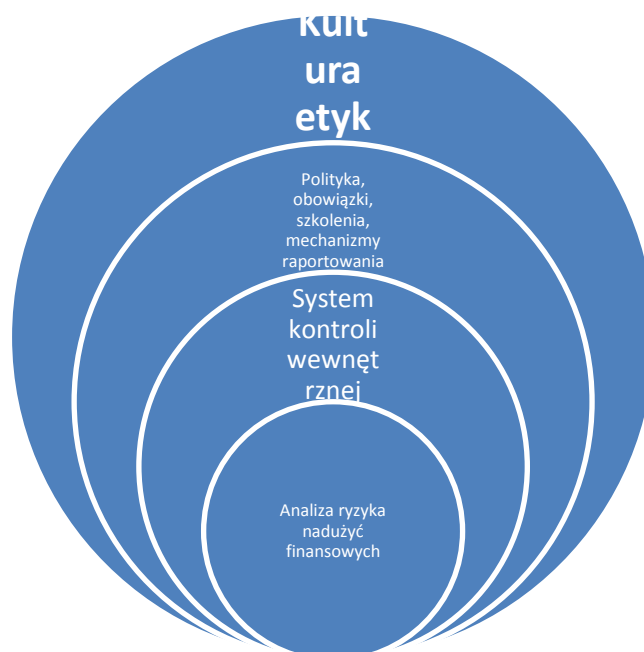 Kult
ura
etyk
Polityka,
obowiązki,
szkolenia,
mechanizmy
raportowania
System
kontroli
wewnęt
rznej
Analiza ryzyka
nadużyć
finansowych